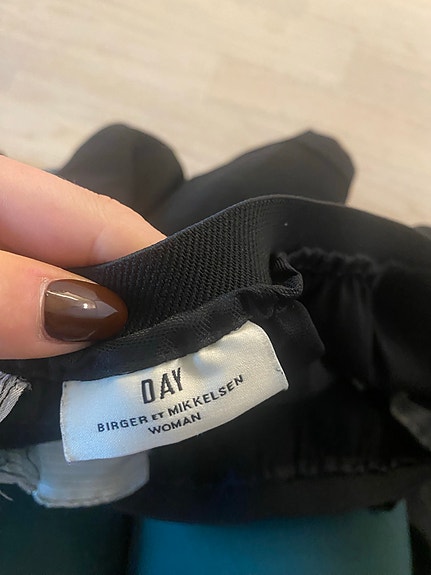 DAY
BIRGER ET MIKKELSEN
WOMAN